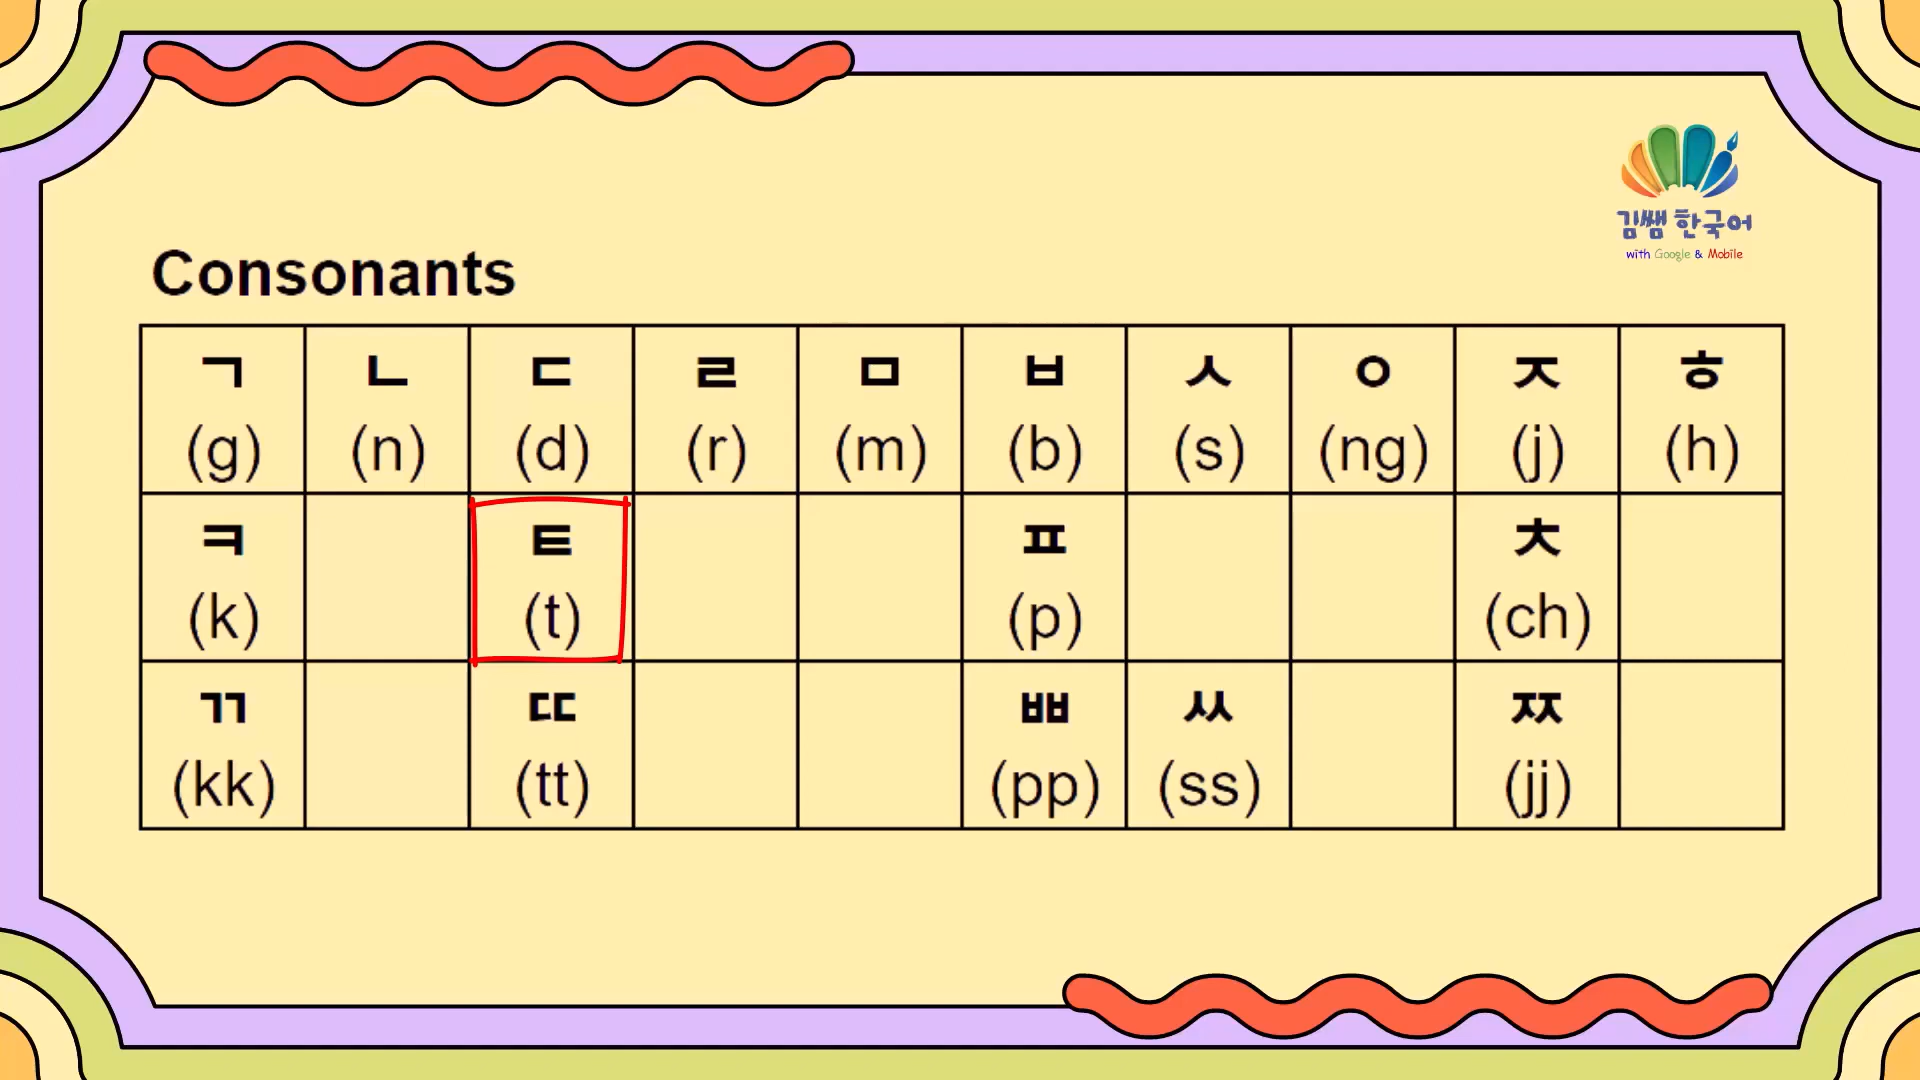 김쌤 한국어
with Google & Mobile
Consonants
ㄱ ㄴ ㄷ ㄹ ㅁ ㅂ ㅅ ㅇ ㅈ ㅎ
(g) (n) (d) (r) (m) (b) (s) (ng) (j) (h)
ㅋ ㅌ ㅍ ㅊ
(k) (t) (p) (ch)
ㄲ ㄸ ㅃ ㅆ ㅉ
(kk) (tt) (pp) (ss) (jj)